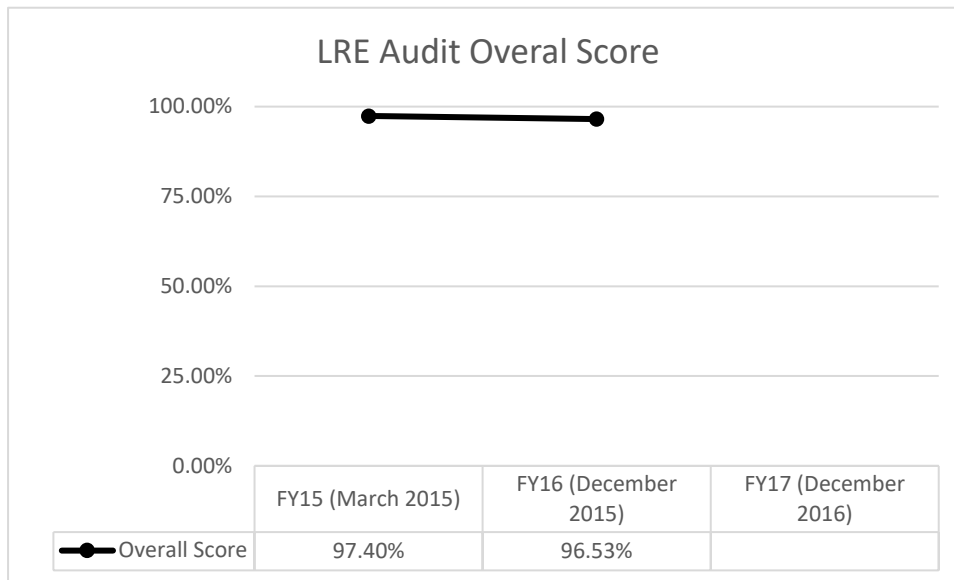 LRE Audit Overal Score
100.00%
75.00%
50.00%
25.00%
0.00%
FY15 (March 2015)
FY16 (December
2015)
FY17 (December
2016)
Overall Score
97.40%
96.53%